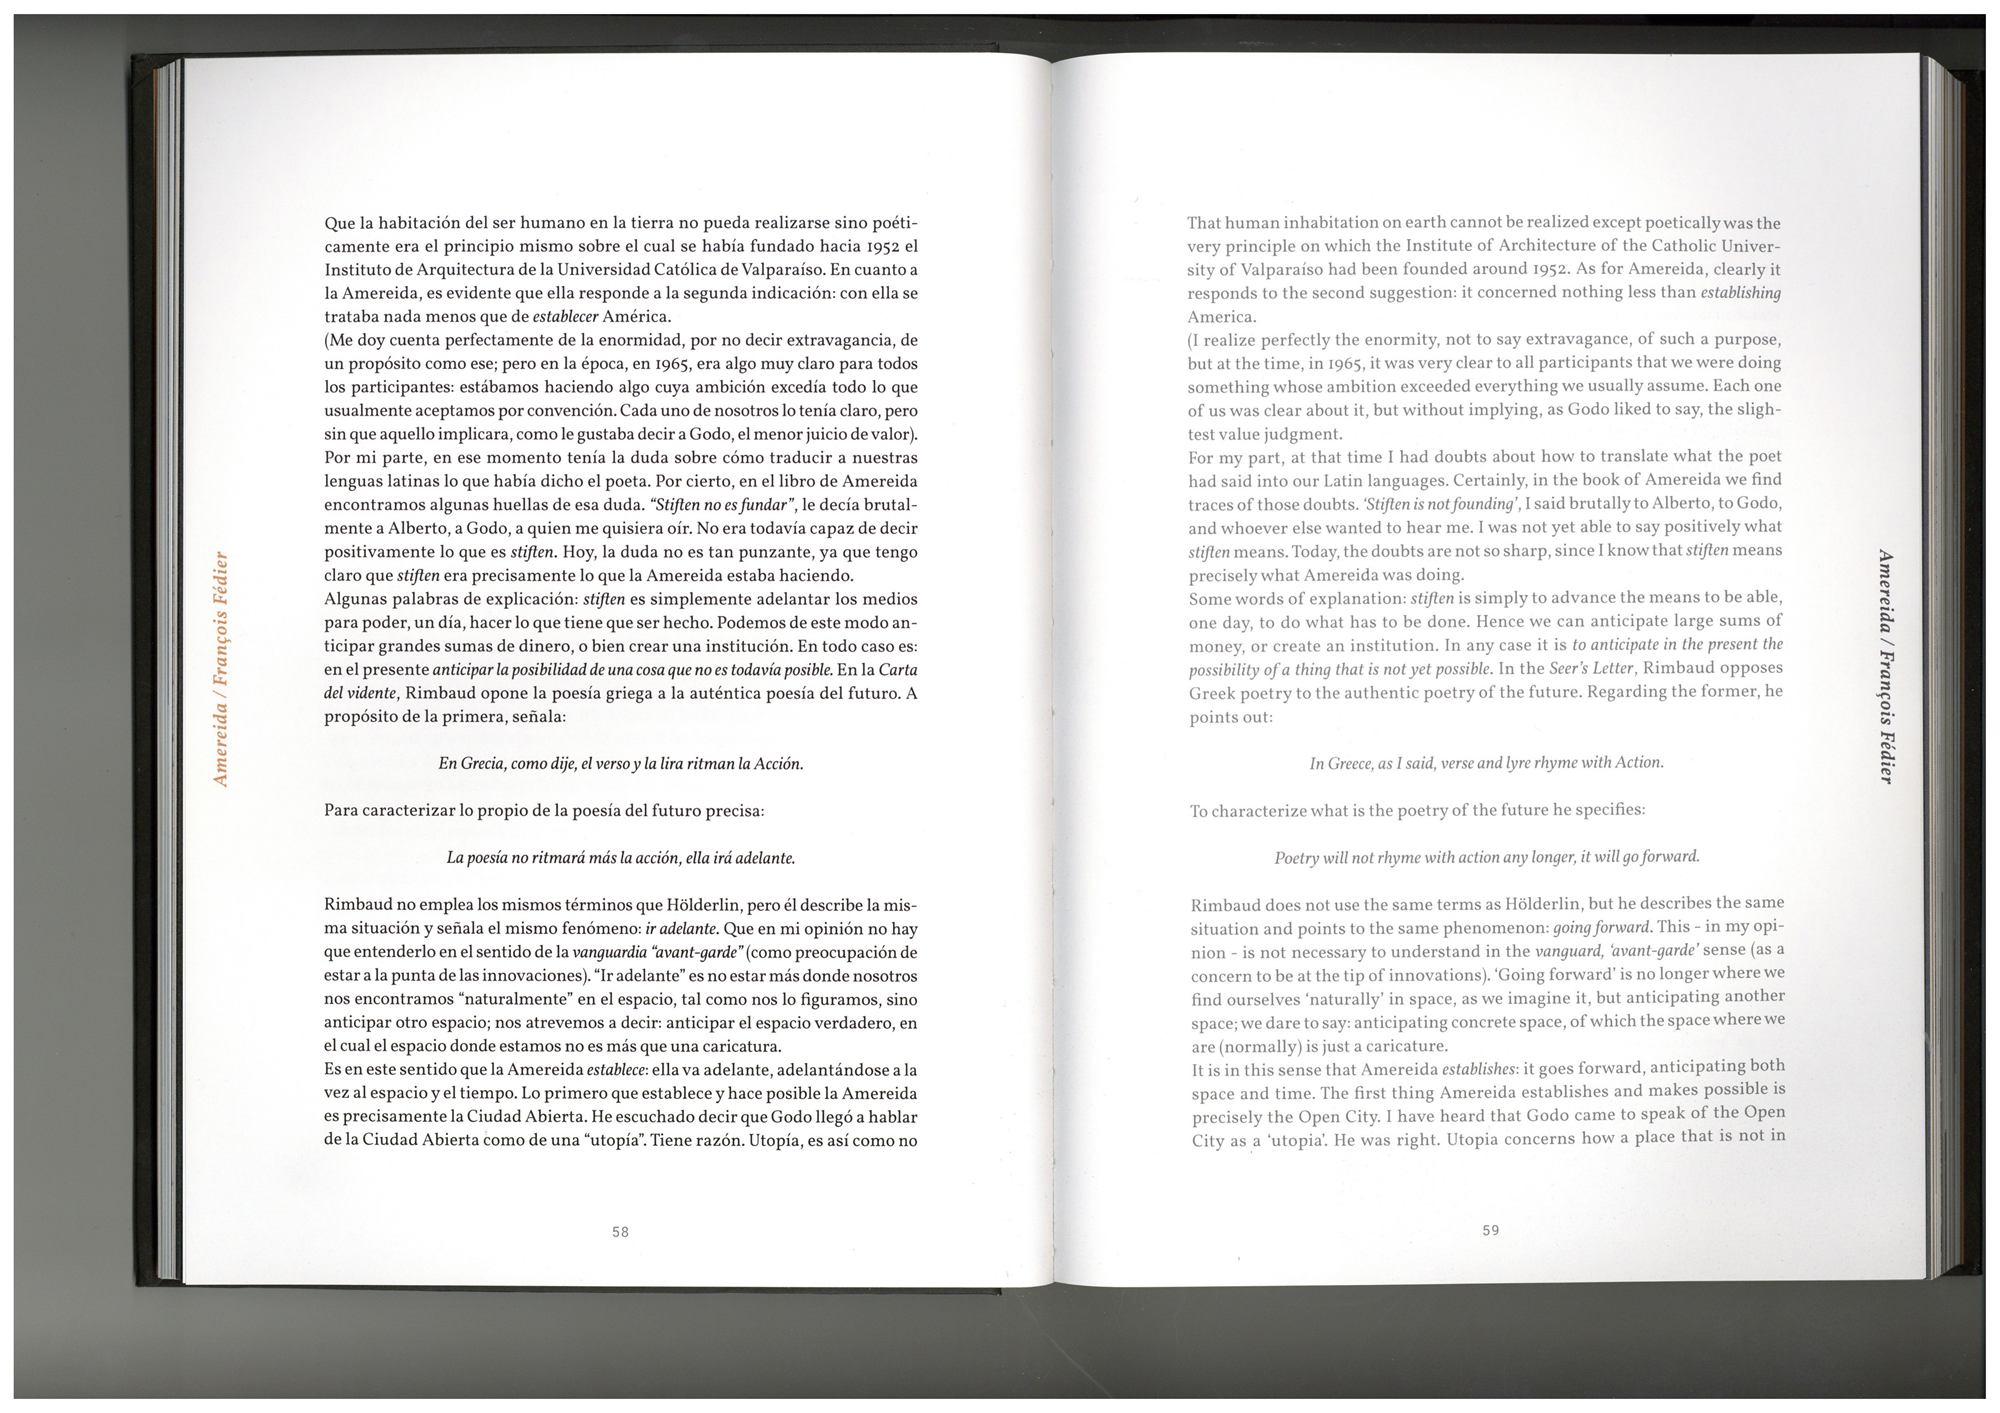 Que la habitación del ser humano en la tierra no pueda realizarse sino poéti-
camente era el principio mismo sobre el cual se había fundado hacia 1952 el
Instituto de Arquitectura de la Universidad Católica de Valparaíso. En cuanto a
la Amereida, es evidente que ella responde a la segunda indicación: con ella se
trataba nada menos que de establecer América.
(Me doy cuenta perfectamente de la enormidad, por no decir extravagancia, de
un propósito como ese; pero en la época, en 1965, era algo muy claro para todos
los participantes: estábamos haciendo algo cuya ambición excedía todo lo que
usualmente aceptamos por convención. Cada uno de nosotros lo tenía claro, pero
sin que aquello implicara, como le gustaba decir a Godo, el menor juicio de valor).
Por mi parte, en ese momento tenía la duda sobre cómo traducir a nuestras
lenguas latinas lo que había dicho el poeta. Por cierto, en el libro de Amereida
encontramos algunas huellas de esa duda. “Stiften no es fundar”, le decía brutal-
mente a Alberto, a Godo, a quien me quisiera oír. No era todavía capaz de decir
positivamente lo que es stiften. Hoy, la duda no es tan punzante, ya que tengo
claro que stiften era precisamente lo que la Amereida estaba haciendo.
Algunas palabras de explicación: stiften es simplemente adelantar los medios
para poder, un día, hacer lo que tiene que ser hecho. Podemos de este modo an-
ticipar grandes sumas de dinero, o bien crear una institución. En todo caso es:
en el presente anticipar la posibilidad de una cosa que no es todavía posible. En la Carta
del vidente, Rimbaud opone la poesía griega a la auténtica poesía del futuro. A
propósito de la primera, señala:
En Grecia, como dije, el verso y la lira ritman la Acción.
Para caracterizar lo propio de la poesía del futuro precisa:
La poesía no ritmará más la acción, ella irá adelante.
Rimbaud no emplea los mismos términos que Hölderlin, pero él describe la mis-
ma situación y señala el mismo fenómeno: ir adelante. Que en mi opinión no hay
que entenderlo en el sentido de la vanguardia “avant-garde” (como preocupación de
estar a la punta de las innovaciones). “Ir adelante” es no estar más donde nosotros
nos encontramos “naturalmente” en el espacio, tal como nos lo figuramos, sino
anticipar otro espacio; nos atrevemos a decir: anticipar el espacio verdadero, en
el cual el espacio donde estamos no es más que una caricatura.
Es en este sentido que la Amereida establece: ella va adelante, adelantándose a la
vez al espacio y el tiempo. Lo primero que establece y hace posible la Amereida
es precisamente la Ciudad Abierta. He escuchado decir que Godo llegó a hablar
de la Ciudad Abierta como de una “utopía”. Tiene razón. Utopía, es así como no
58
Amereida / François Fédier
That human inhabitation on earth cannot be realized except poetically was the
very principle on which the Institute of Architecture of the Catholic Univer-
sity of Valparaíso had been founded around 1952. As for Amereida, clearly it
responds to the second suggestion: it concerned nothing less than establishing
America.
(I realize perfectly the enormity, not to say extravagance, of such a purpose,
but at the time, in 1965, it was very clear to all participants that we were doing
something whose ambition exceeded everything we usually assume. Each one
of us was clear about it, but without implying, as Godo liked to say, the sligh-
test value judgment.
For my part, at that time I had doubts about how to translate what the poet
had said into our Latin languages. Certainly, in the book of Amereida we find
traces of those doubts. ‘Stiften is not founding’, I said brutally to Alberto, to Godo,
and whoever else wanted to hear me. I was not yet able to say positively what
stiften means. Today, the doubts are not so sharp, since I know that stiften means
precisely what Amereida was doing.
Some words of explanation: stiften is simply to advance the means to be able,
one day, to do what has to be done. Hence we can anticipate large sums of
money, or create an institution. In any case it is to anticipate in the present the
possibility of a thing that is not yet possible. In the Seer’s Letter, Rimbaud opposes
Greek poetry to the authentic poetry of the future. Regarding the former, he
points out:
In Greece, as I said, verse and lyre rhyme with Action.
To characterize what is the poetry of the future he specifies:
Poetry will not rhyme with action any longer, it will go forward.
Rimbaud does not use the same terms as Hölderlin, but he describes the same
situation and points to the same phenomenon: going forward. This - in my opi-
nion - is not necessary to understand in the vanguard, ‘avant-garde’ sense (as a
concern to be at the tip of innovations). ‘Going forward’ is no longer where we
find ourselves ‘naturally’ in space, as we imagine it, but anticipating another
space; we dare to say: anticipating concrete space, of which the space where we
are (normally) is just a caricature.
It is in this sense that Amereida establishes: it goes forward, anticipating both
space and time. The first thing Amereida establishes and makes possible is
precisely the Open City. I have heard that Godo came to speak of the Open
City as a ‘utopia’. He was right. Utopia concerns how a place that is not in
59
Amereida / François Fédier